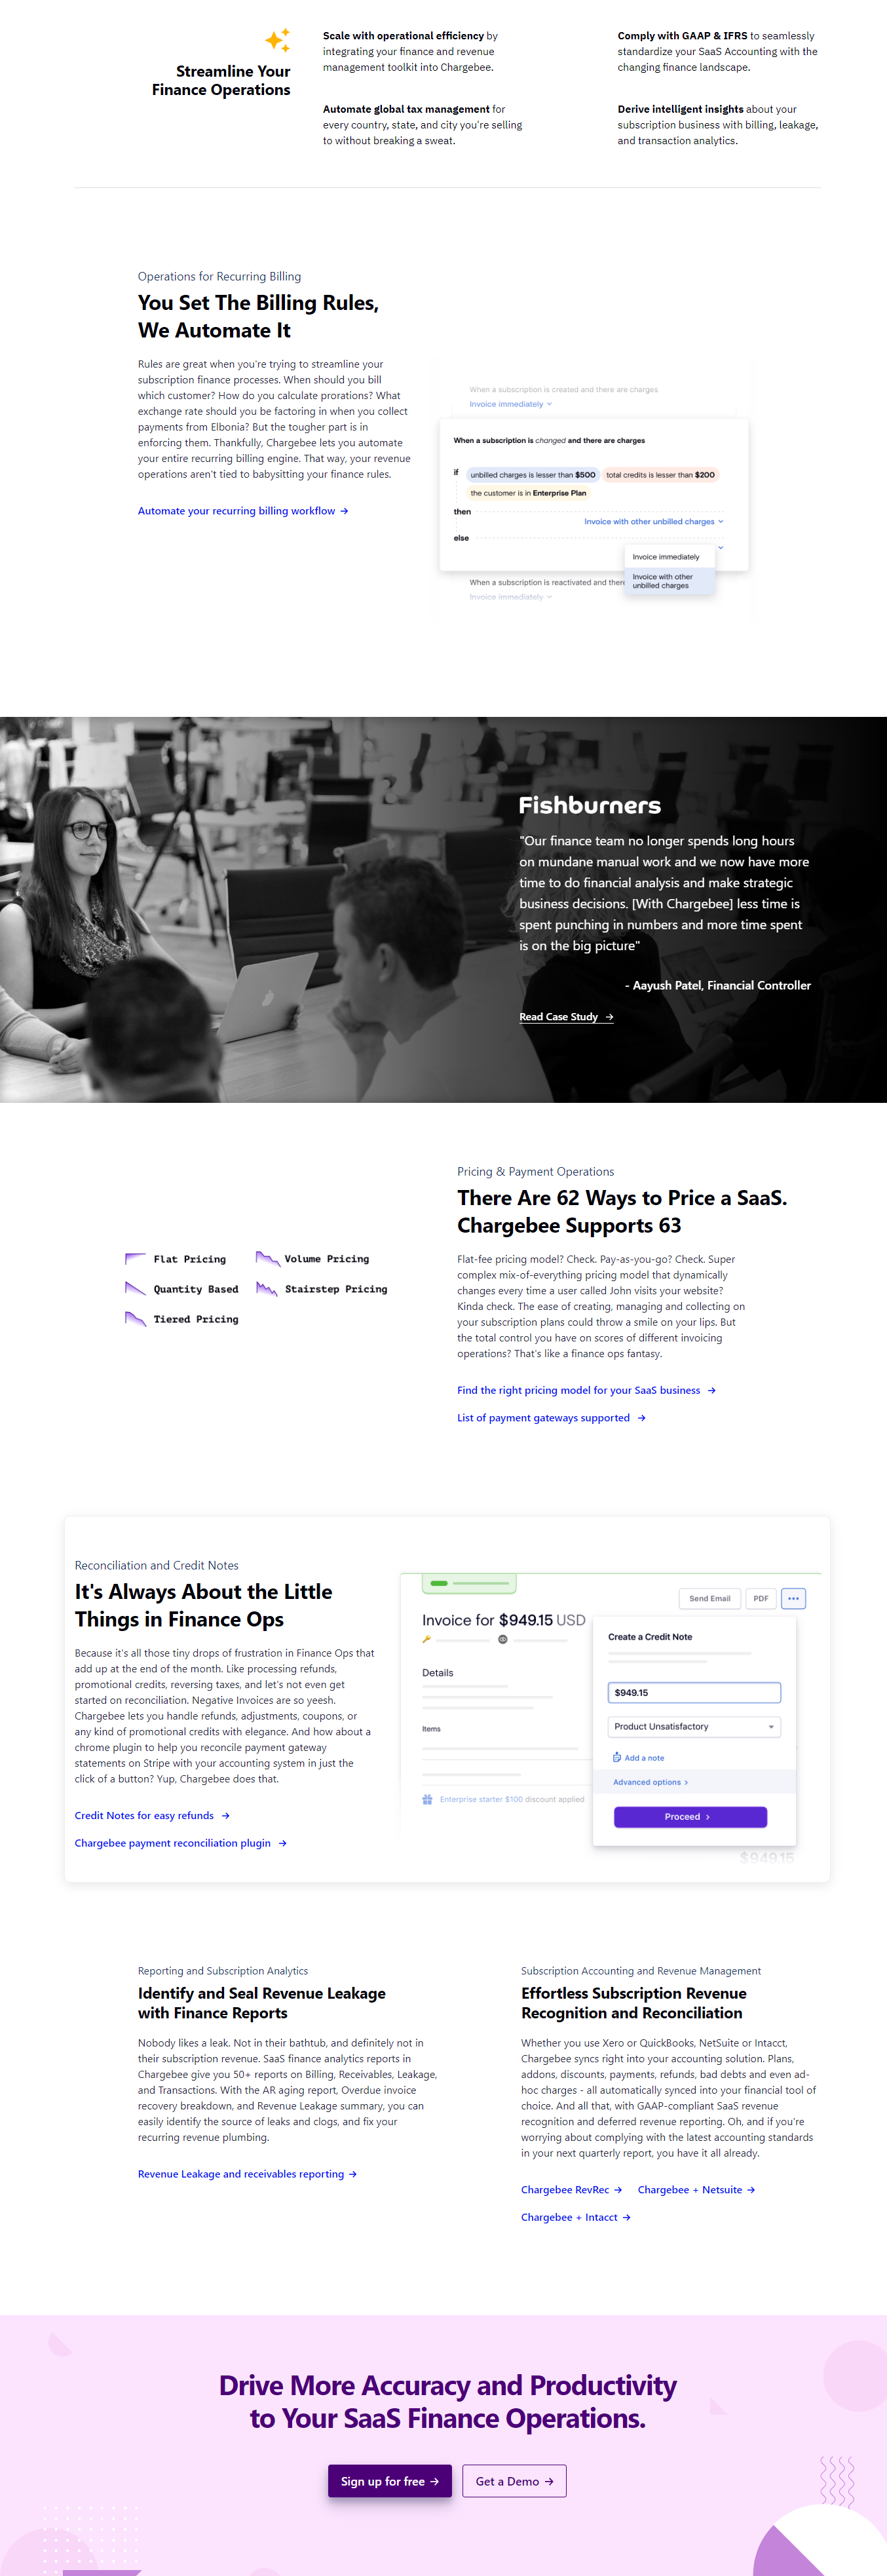 Streamline Your
Finance Operations
Scale with operational efficiency by
integrating your finance and revenue
management toolkit into Chargebee.
Comply with GAAP & IFRS to seamlessly
standardize your SaaS Accounting with the
changing finance landscape.
Automate global tax management for
every country, state, and city you're selling
to without breaking a sweat.
Derive intelligent insights about your
subscription business with billing, leakage,
and transaction analytics.
Operations for Recurring Billing
You Set The Billing Rules,
We Automate It
Rules are great when you're trying to streamline your
subscription finance processes. When should you bill
which customer? How do you calculate prorations? What
exchange rate should you be factoring in when you collect
payments from Elbonia? But the tougher part is in
enforcing them. Thankfully, Chargebee lets you automate
your entire recurring billing engine. That way, your revenue
operations aren't tied to babysitting your finance rules.
Automate your recurring billing workflow →
When a subscription is created and there are charges
Invoice immediately
When a subscription is changed and there are charges
if unbilled charges is lesser than $500 total credits is lesser than $200
the customer is in Enterprise Plan
then
Invoice with other unbilled charges
else
Invoice immediately
Invoice with other
unbilled charges
When a subscription is reactivated and there
Invoice immediately
Fishburners
"Our finance team no longer spends long hours
on mundane manual work and we now have more
time to do financial analysis and make strategic
business decisions. [With Chargebee] less time is
spent punching in numbers and more time spent
is on the big picture"
- Aayush Patel, Financial Controller
Read Case Study →
Flat Pricing
Volume Pricing
Quantity Based
Stairstep Pricing
Tiered Pricing
Pricing & Payment Operations
There Are 62 Ways to Price a SaaS.
Chargebee Supports 63
Flat-fee pricing model? Check. Pay-as-you-go? Check. Super
complex mix-of-everything pricing model that dynamically
changes every time a user called John visits your website?
Kinda check. The ease of creating, managing and collecting on
your subscription plans could throw a smile on your lips. But
the total control you have on scores of different invoicing
operations? That's like a finance ops fantasy.
Find the right pricing model for your SaaS business →
List of payment gateways supported →
Reconciliation and Credit Notes
It's Always About the Little
Things in Finance Ops
Because it's all those tiny drops of frustration in Finance Ops that
add up at the end of the month. Like processing refunds,
promotional credits, reversing taxes, and let's not even get
started on reconciliation. Negative Invoices are so yeesh.
Chargebee lets you handle refunds, adjustments, coupons, or
any kind of promotional credits with elegance. And how about a
chrome plugin to help you reconcile payment gateway
statements on Stripe with your accounting system in just the
click of a button? Yup, Chargebee does that.
Credit Notes for easy refunds →
Chargebee payment reconciliation plugin →
Send Email
PDF
Invoice for $949.15 USD
Details
Items
Enterprise starter $100 discount applied
Create a Credit Note
$949.15
Product Unsatisfactory
Add a note
Advanced options >
Proceed >
$949.15
Reporting and Subscription Analytics
Identify and Seal Revenue Leakage
with Finance Reports
Nobody likes a leak. Not in their bathtub, and definitely not in
their subscription revenue. SaaS finance analytics reports in
Chargebee give you 50+ reports on Billing, Receivables, Leakage,
and Transactions. With the AR aging report, Overdue invoice
recovery breakdown, and Revenue Leakage summary, you can
easily identify the source of leaks and clogs, and fix your
recurring revenue plumbing.
Revenue Leakage and receivables reporting →
Subscription Accounting and Revenue Management
Effortless Subscription Revenue
Recognition and Reconciliation
Whether you use Xero or QuickBooks, NetSuite or Intacct,
Chargebee syncs right into your accounting solution. Plans,
addons, discounts, payments, refunds, bad debts and even ad-
hoc charges - all automatically synced into your financial tool of
choice. And all that, with GAAP-compliant SaaS revenue
recognition and deferred revenue reporting. Oh, and if you're
worrying about complying with the latest accounting standards
in your next quarterly report, you have it all already.
Chargebee RevRec → Chargebee + Netsuite →
Chargebee + Intacct →
Drive More Accuracy and Productivity
to Your SaaS Finance Operations.
Sign up for free →
Get a Demo →